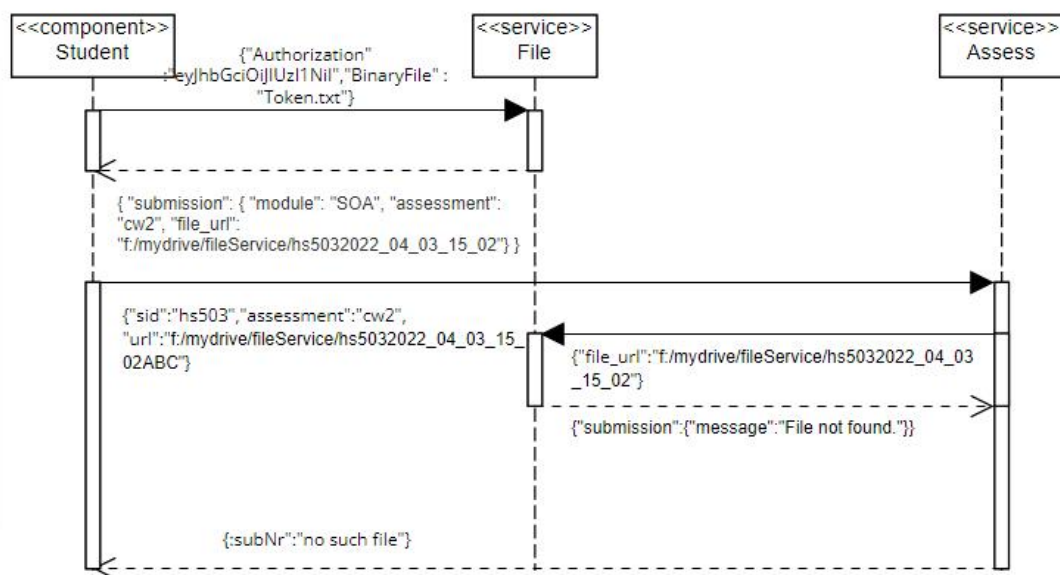 <<component>>
Student
<<service>>
File
<<service>>
Assess
{"Authorization"
:"eyJhbGciOiJIUzI1NiI","BinaryFile" :
"Token.txt"}
{ "submission": { "module": "SOA", "assessment":
"cw2", "file_url":
"f:/mydrive/fileService/hs5032022_04_03_15_02"} }
{"sid":"hs503","assessment":"cw2",
"url":"f:/mydrive/fileService/hs5032022_04_03_15_
02ABC"}
{"file_url":"f:/mydrive/fileService/hs5032022_04_03
_15_02"}
{"submission":{"message":"File not found."}}
{:subNr":"no such file"}